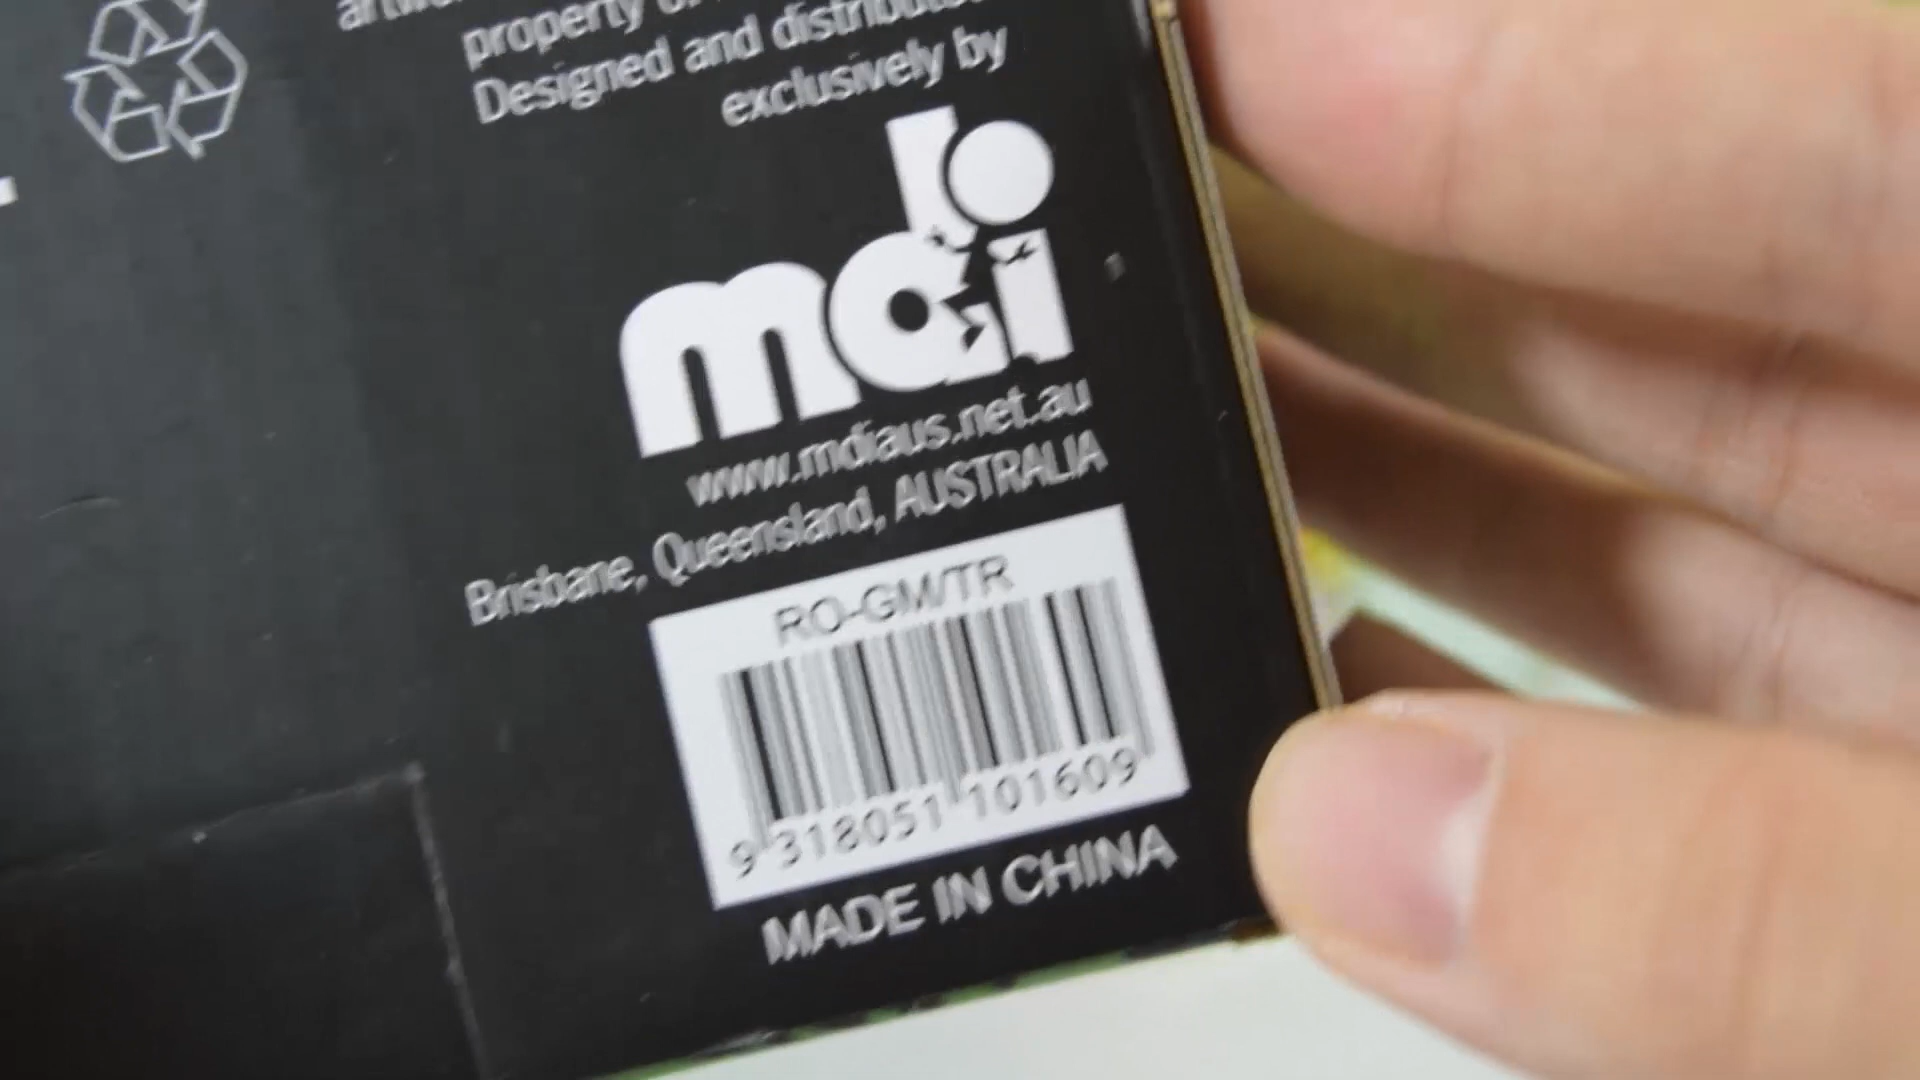 property
Designed and distributed
exclusively by
mdi
www.mdiaus.net.au
Brisbane, Queensland, AUSTRALIA
RO-GM/TR
9 318051 101609
MADE IN CHINA